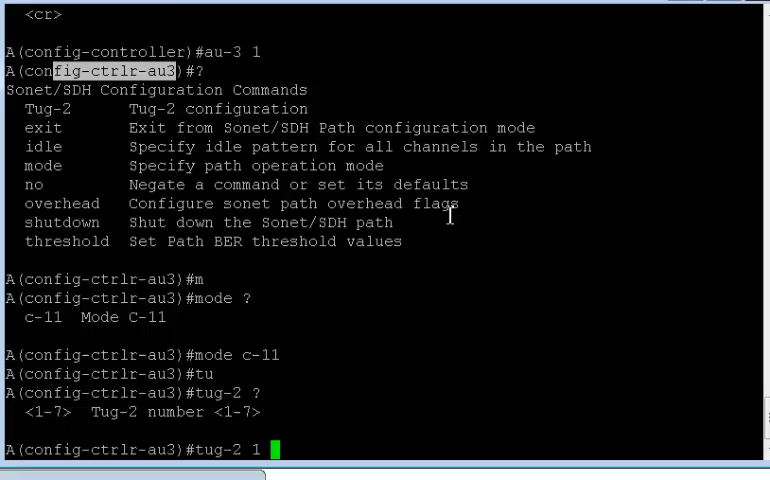 <cr>
A(config-controller)#au-3 1
A(config-ctrlr-au3)#?
Sonet/SDH Configuration Commands
Tug-2 Tug-2 configuration
exit Exit from Sonet/SDH Path configuration mode
idle Specify idle pattern for all channels in the path
mode Specify path operation mode
no Negate a command or set its defaults
overhead Configure sonet path overhead flags
shutdown Shut down the Sonet/SDH path
threshold Set Path BER threshold values
A(config-ctrlr-au3)#m
A(config-ctrlr-au3)#mode ?
c-11 Mode C-11
A(config-ctrlr-au3)#mode c-11
A(config-ctrlr-au3)#tu
A(config-ctrlr-au3)#tug-2 ?
<1-7> Tug-2 number <1-7>
A(config-ctrlr-au3)#tug-2 1